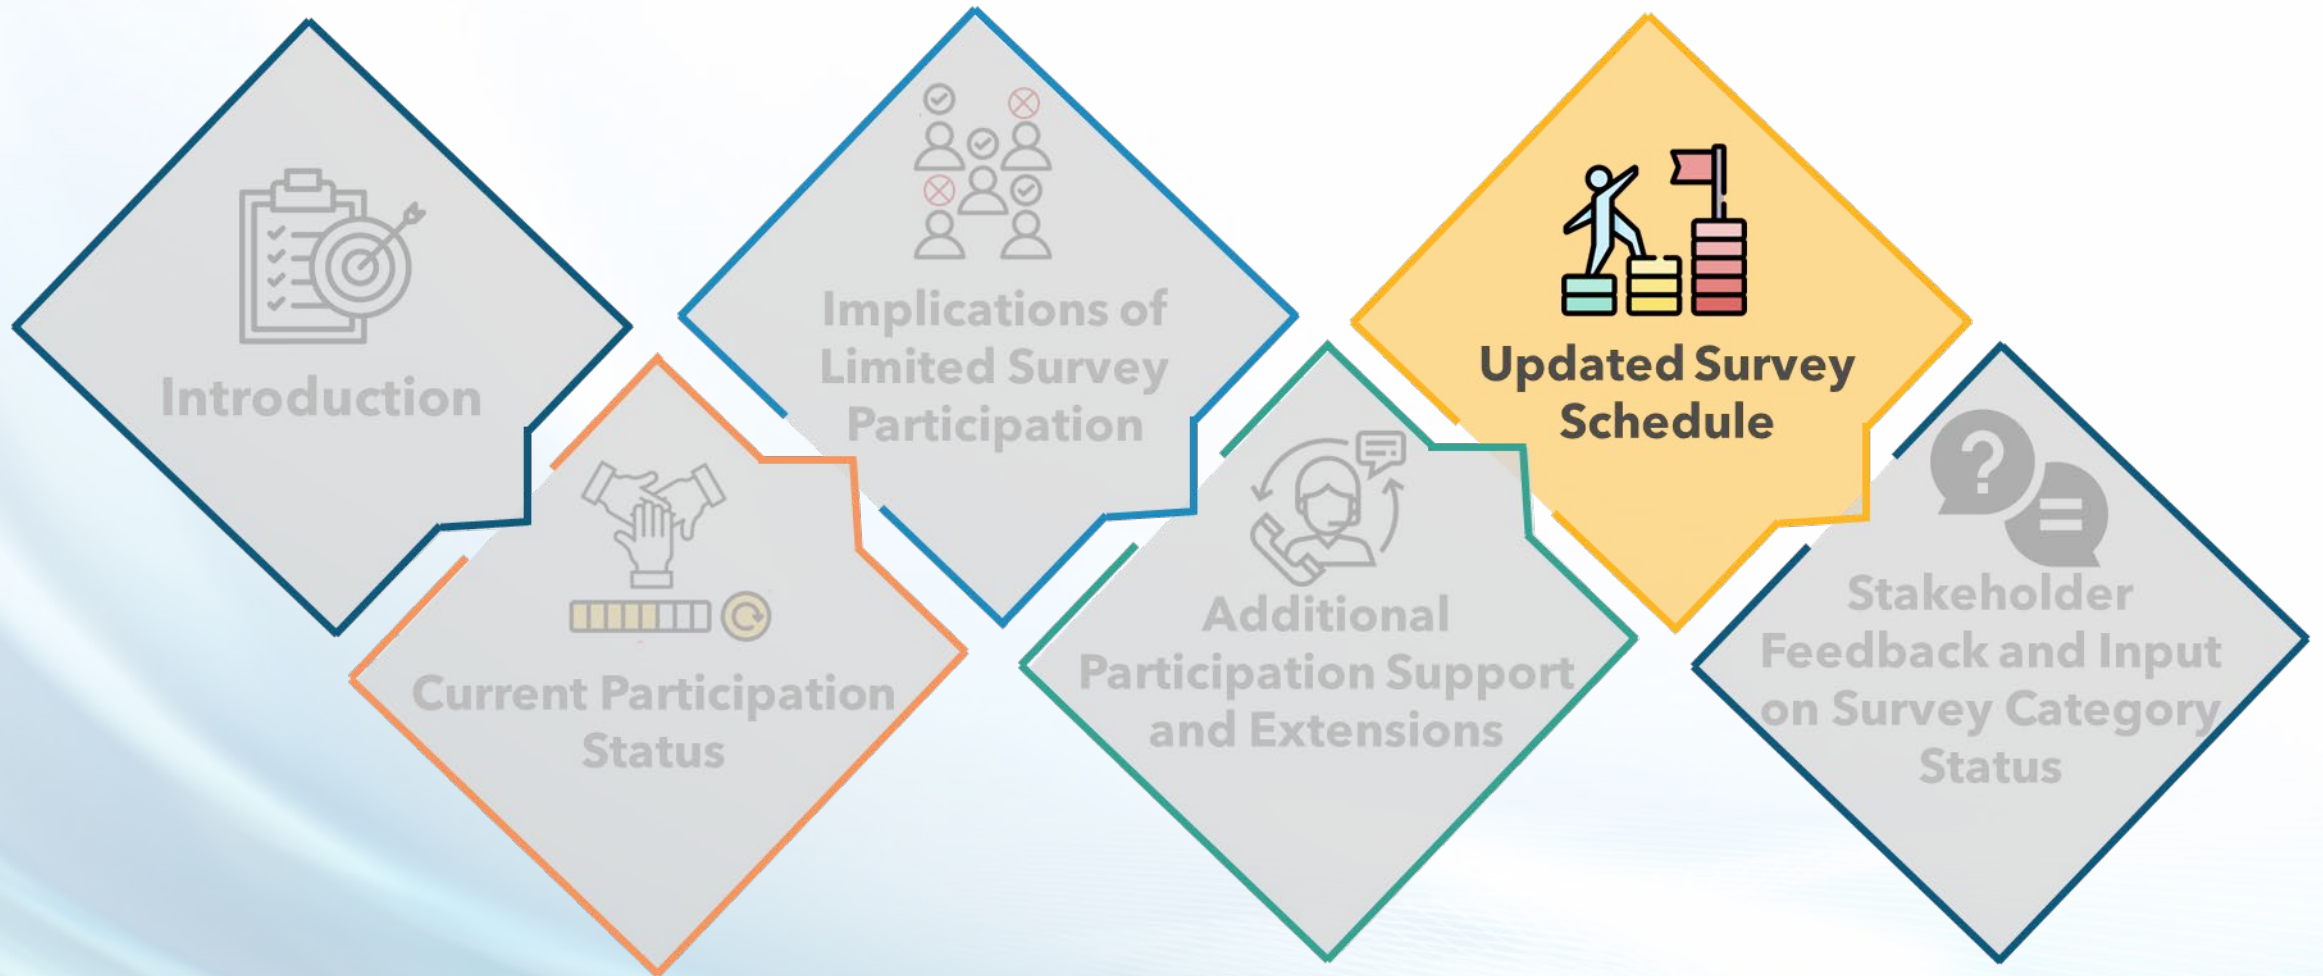 Introduction
Current Participation
Status
Implications of
Limited Survey
Participation
Additional
Participation Support
and Extensions
Updated Survey
Schedule
?
=
Stakeholder
Feedback and Input
on Survey Category
Status